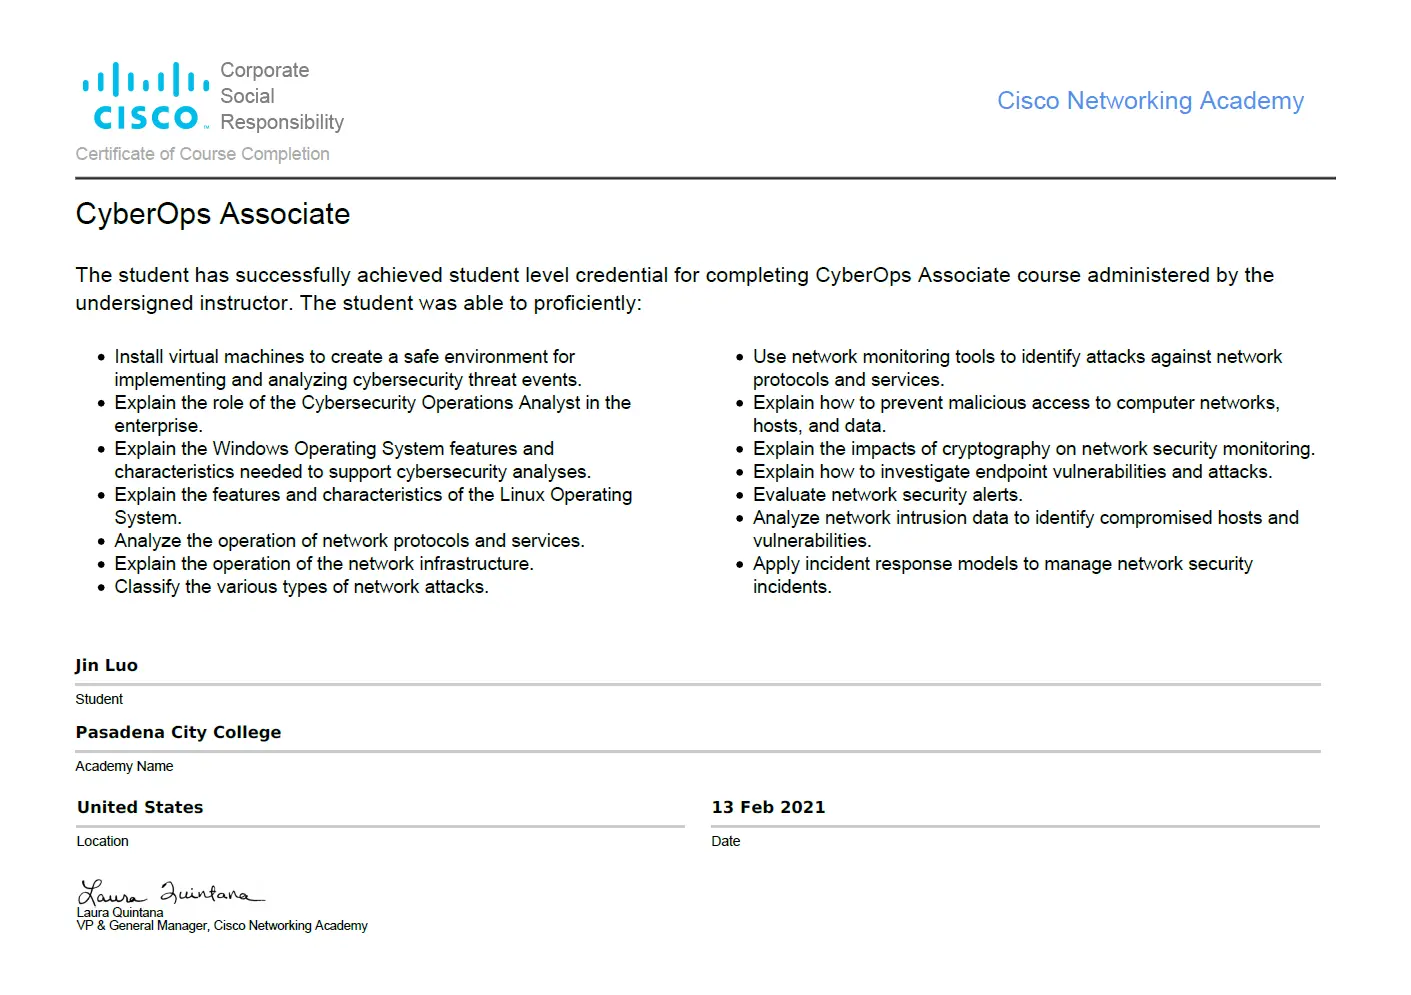 CISCO
™
Corporate
Social
Responsibility
Cisco Networking Academy
Certificate of Course Completion
CyberOps Associate
The student has successfully achieved student level credential for completing CyberOps Associate course administered by the
undersigned instructor. The student was able to proficiently:
• Install virtual machines to create a safe environment for
implementing and analyzing cybersecurity threat events.
• Explain the role of the Cybersecurity Operations Analyst in the
enterprise.
• Explain the Windows Operating System features and
characteristics needed to support cybersecurity analyses.
• Explain the features and characteristics of the Linux Operating
System.
• Analyze the operation of network protocols and services.
• Explain the operation of the network infrastructure.
• Classify the various types of network attacks.
• Use network monitoring tools to identify attacks against network
protocols and services.
• Explain how to prevent malicious access to computer networks,
hosts, and data.
• Explain the impacts of cryptography on network security monitoring.
• Explain how to investigate endpoint vulnerabilities and attacks.
• Evaluate network security alerts.
• Analyze network intrusion data to identify compromised hosts and
vulnerabilities.
• Apply incident response models to manage network security
incidents.
Jin Luo
Student
Pasadena City College
Academy Name
United States
Location
13 Feb 2021
Date
Laura Quintana
Laura Quintana
VP & General Manager, Cisco Networking Academy